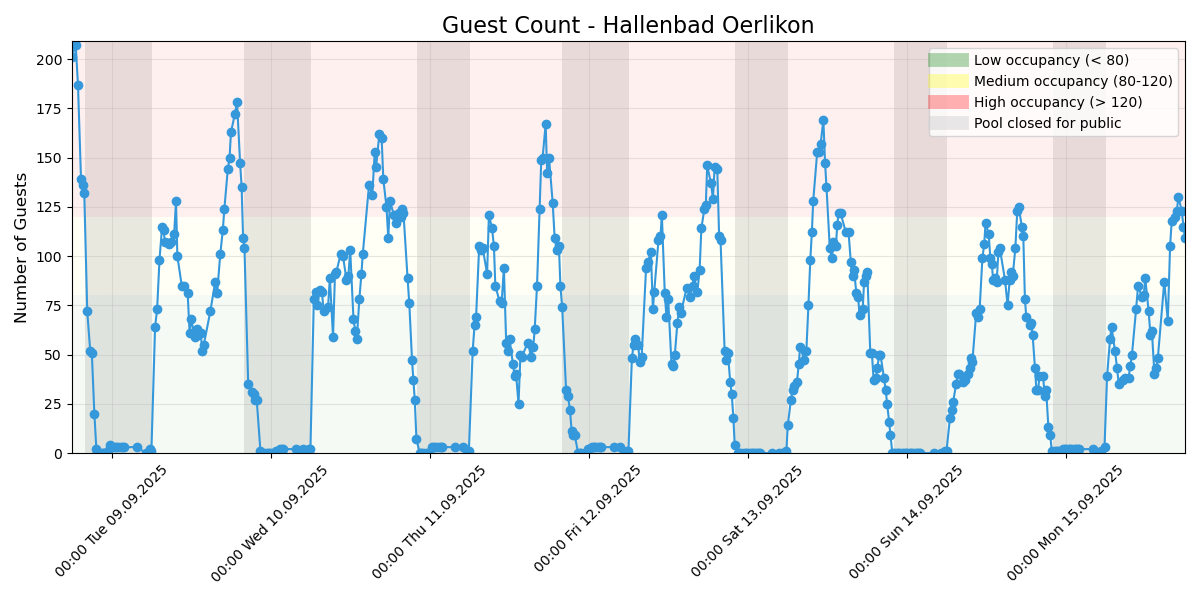 Guest Count - Hallenbad Oerlikon
Number of Guests
200
175
150
125
100
75
50
25
0
Low occupancy (< 80)
Medium occupancy (80-120)
High occupancy (> 120)
Pool closed for public
00:00 Tue 09.09.2025
00:00 Wed 10.09.2025
00:00 Thu 11.09.2025
00:00 Fri 12.09.2025
00:00 Sat 13.09.2025
00:00 Sun 14.09.2025
00:00 Mon 15.09.2025